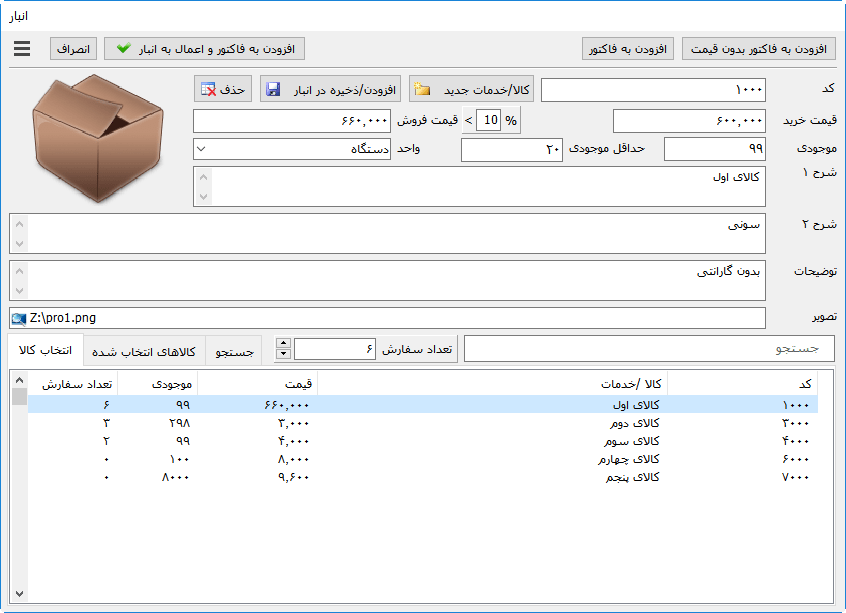 انبار
افزودن به فاکتور بدون قیمت افزودن به فاکتور افزودن به فاکتور و اعمال به انبار انصراف
کد ۱۰۰۰ کالا/خدمات جدید افزودن/ذخیره در انبار حذف
قیمت خرید ۶۰۰,۰۰۰ % 10 > قیمت فروش ۶۶۰,۰۰۰
موجودی ۹۹ حداقل موجودی ۲۰ واحد دستگاه
شرح ۱ کالای اول
شرح ۲ سونی
توضیحات بدون گارانتی
تصویر Z:\pro1.png
جستجو تعداد سفارش ۶ جستجو کالاهای انتخاب شده انتخاب کالا
کد کالا /خدمات قیمت موجودی تعداد سفارش
۱۰۰۰ کالای اول ۶۶۰,۰۰۰ ۹۹ ۶
۳۰۰۰ کالای دوم ۳,۰۰۰ ۲۹۸ ۳
۴۰۰۰ کالای سوم ۴,۰۰۰ ۹۹ ۲
۶۰۰۰ کالای چهارم ۸,۰۰۰ ۱۰۰ ۰
۷۰۰۰ کالای پنجم ۹,۶۰۰ ۸۰۰۰ ۰